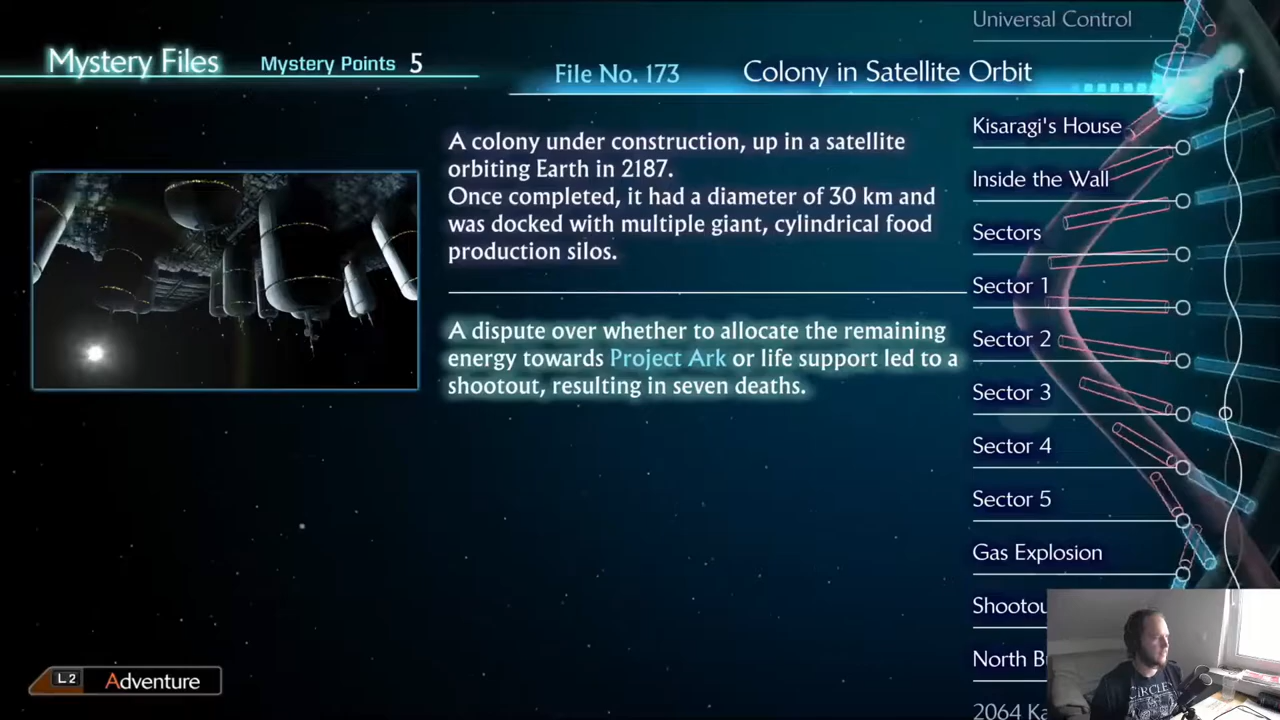 Mystery Files
Mystery Points 5
File No. 173
Colony in Satellite Orbit
A colony under construction, up in a satellite
orbiting Earth in 2187.
Once completed, it had a diameter of 30 km and
was docked with multiple giant, cylindrical food
production silos.
A dispute over whether to allocate the remaining
energy towards Project Ark or life support led to a
shootout, resulting in seven deaths.
Universal Control
Kisaragi's House
Inside the Wall
Sectors
Sector 1
Sector 2
Sector 3
Sector 4
Sector 5
Gas Explosion
North
2064
L2 Adventure
CIRCLE